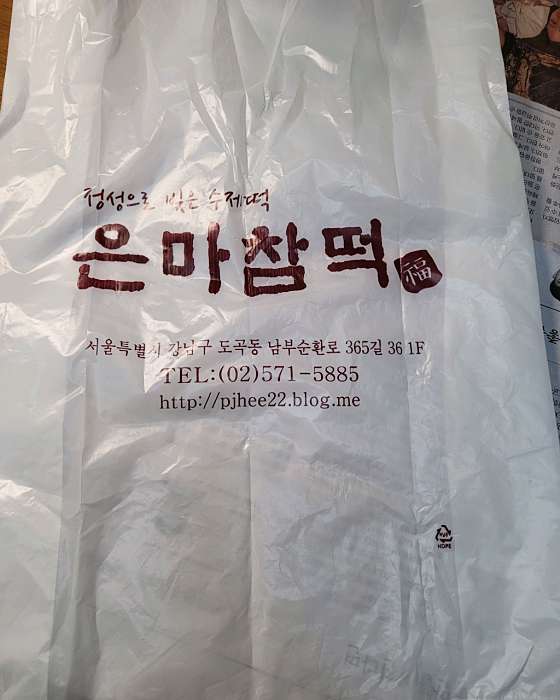 정성으로 빚은 수제떡
은마참떡 福
서울특별시 강남구 도곡동 남부순환로 365길 36 1F
TEL:(02)571-5885
http://pjhee22.blog.me
HDPE